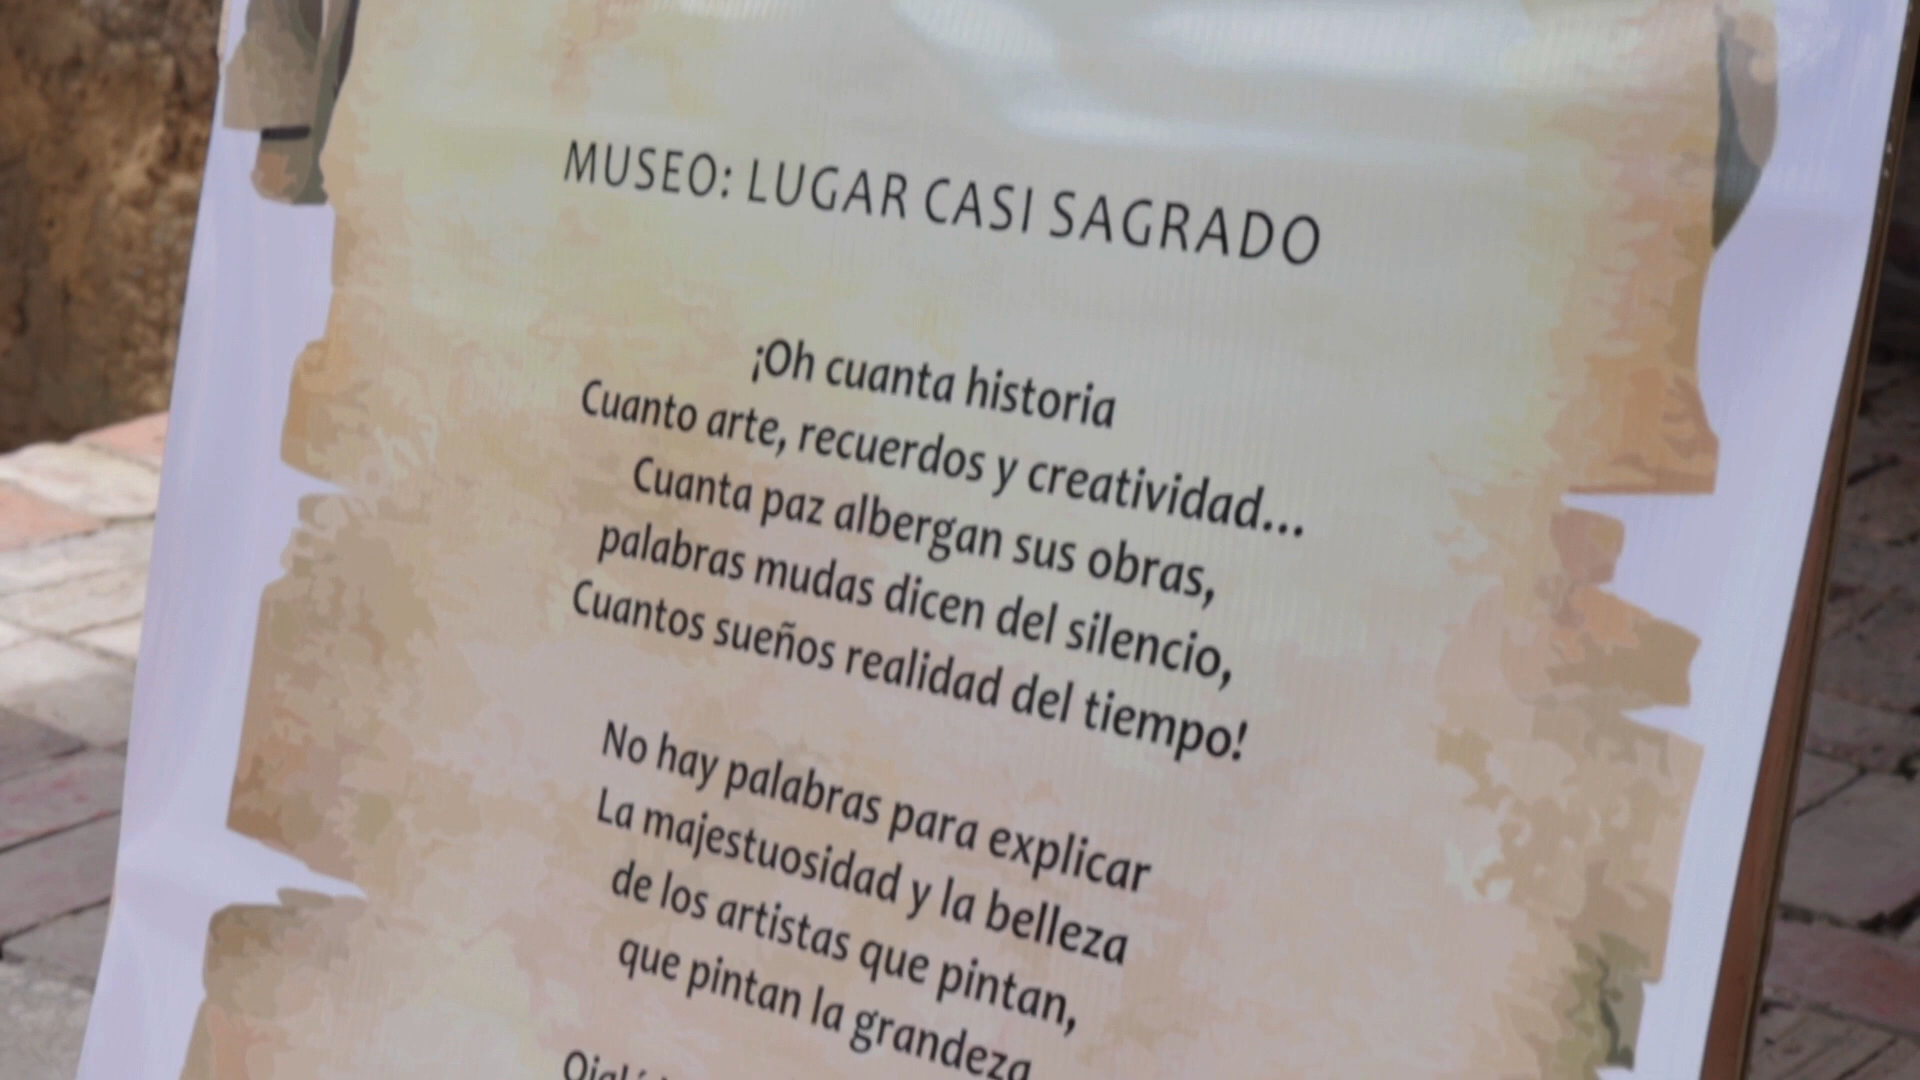 MUSEO: LUGAR CASI SAGRADO
¡Oh cuanta historia
Cuanto arte, recuerdos y creatividad...
Cuanta paz albergan sus obras,
palabras mudas dicen del silencio,
Cuantos sueños realidad del tiempo!
No hay palabras para explicar
La majestuosidad y la belleza
de los artistas que pintan,
que pintan la grandeza